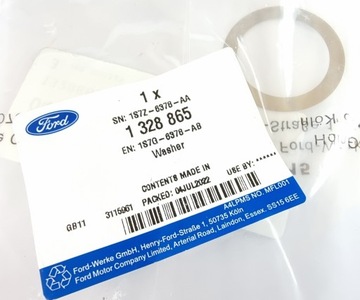 Ford
1 x
SN: 1S7Z-6378-AA
1 328 865
EN: 1S7G-6378-AB
Washer
USE BY: ******
CONTENTS MADE IN
PACKED: 04JUL2022
GB11
3115961
A4LPMS NO. MFL001
Ford-Werke GmbH, Henry-Ford-Straße 1, 50735 Köln
Ford Motor Company Limited, Arterial Road, Laindon, Essex. SS15 6EE